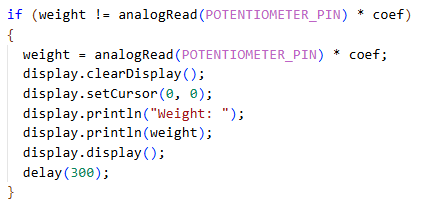 if (weight != analogRead(POTENTIOMETER_PIN) * coef)
{
  weight = analogRead(POTENTIOMETER_PIN) * coef;
  display.clearDisplay();
  display.setCursor(0, 0);
  display.println("Weight: ");
  display.println(weight);
  display.display();
  delay(300);
}